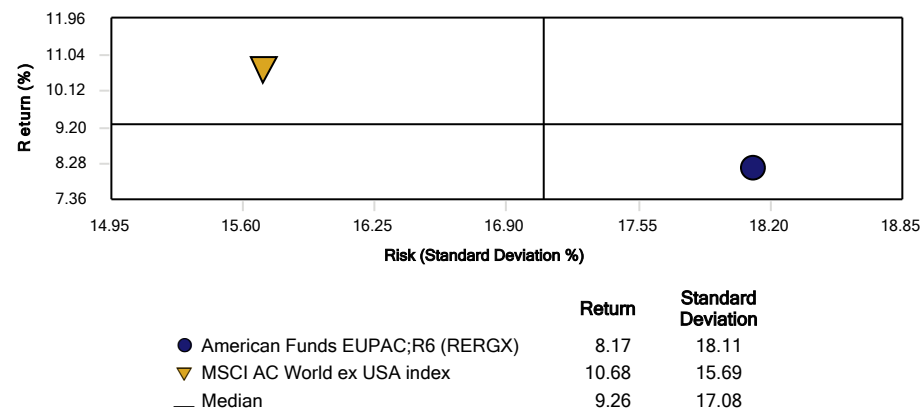 11.96
11.04
10.12
9.20
8.28
7.36
Return (%)
14.95 15.60 16.25 16.90 17.55 18.20 18.85
Risk (Standard Deviation %)
Return Standard Deviation
American Funds EUPAC;R6 (RERGX) 8.17 18.11
MSCI AC World ex USA index 10.68 15.69
Median 9.26 17.08